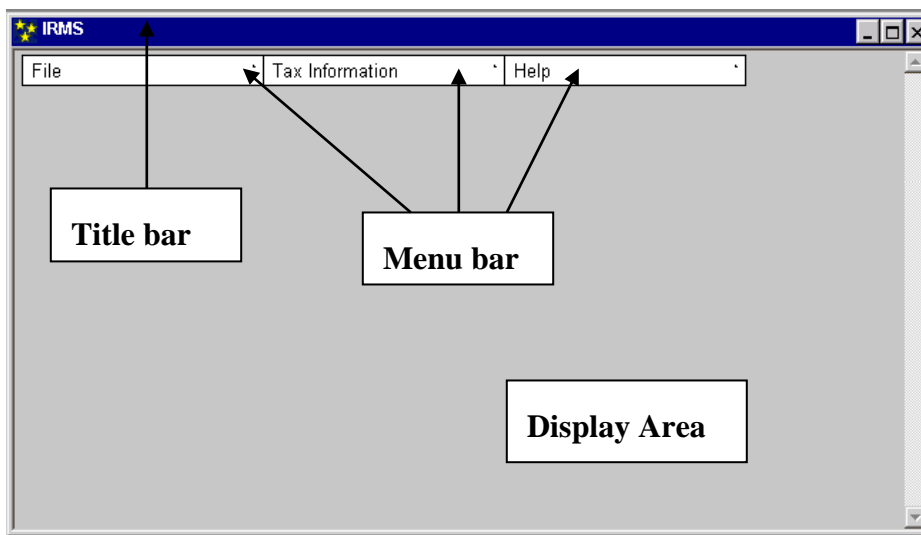 IRMS
File Tax Information Help
Title bar
Menu bar
Display Area